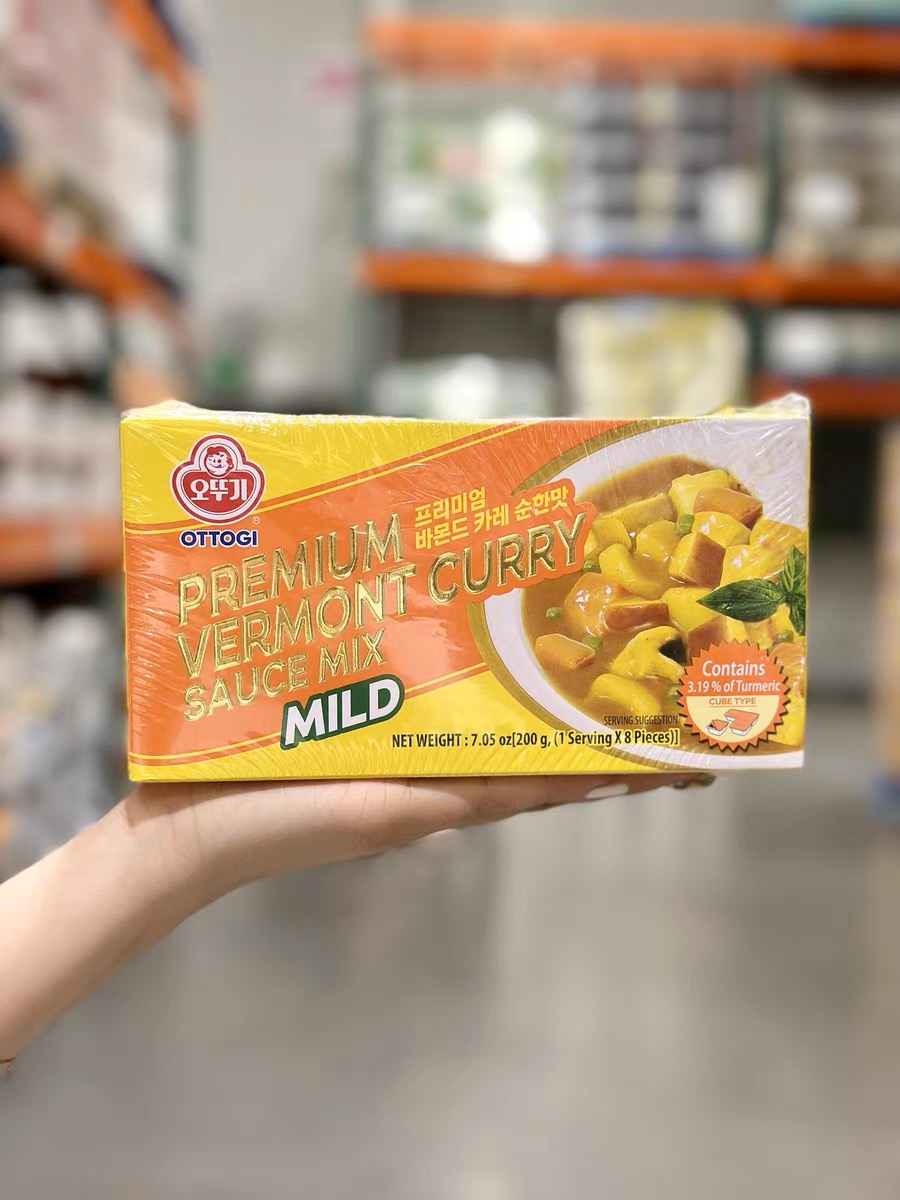 오뚜기
®
OTTOGI
프리미엄
바몬드 카레 순한맛
PREMIUM
VERMONT CURRY
SAUCE MIX
MILD
Contains
3.19 % of Turmeric
CUBE TYPE
SERVING SUGGESTION
NET WEIGHT : 7.05 oz[200 g, (1 Serving X 8 Pieces)]